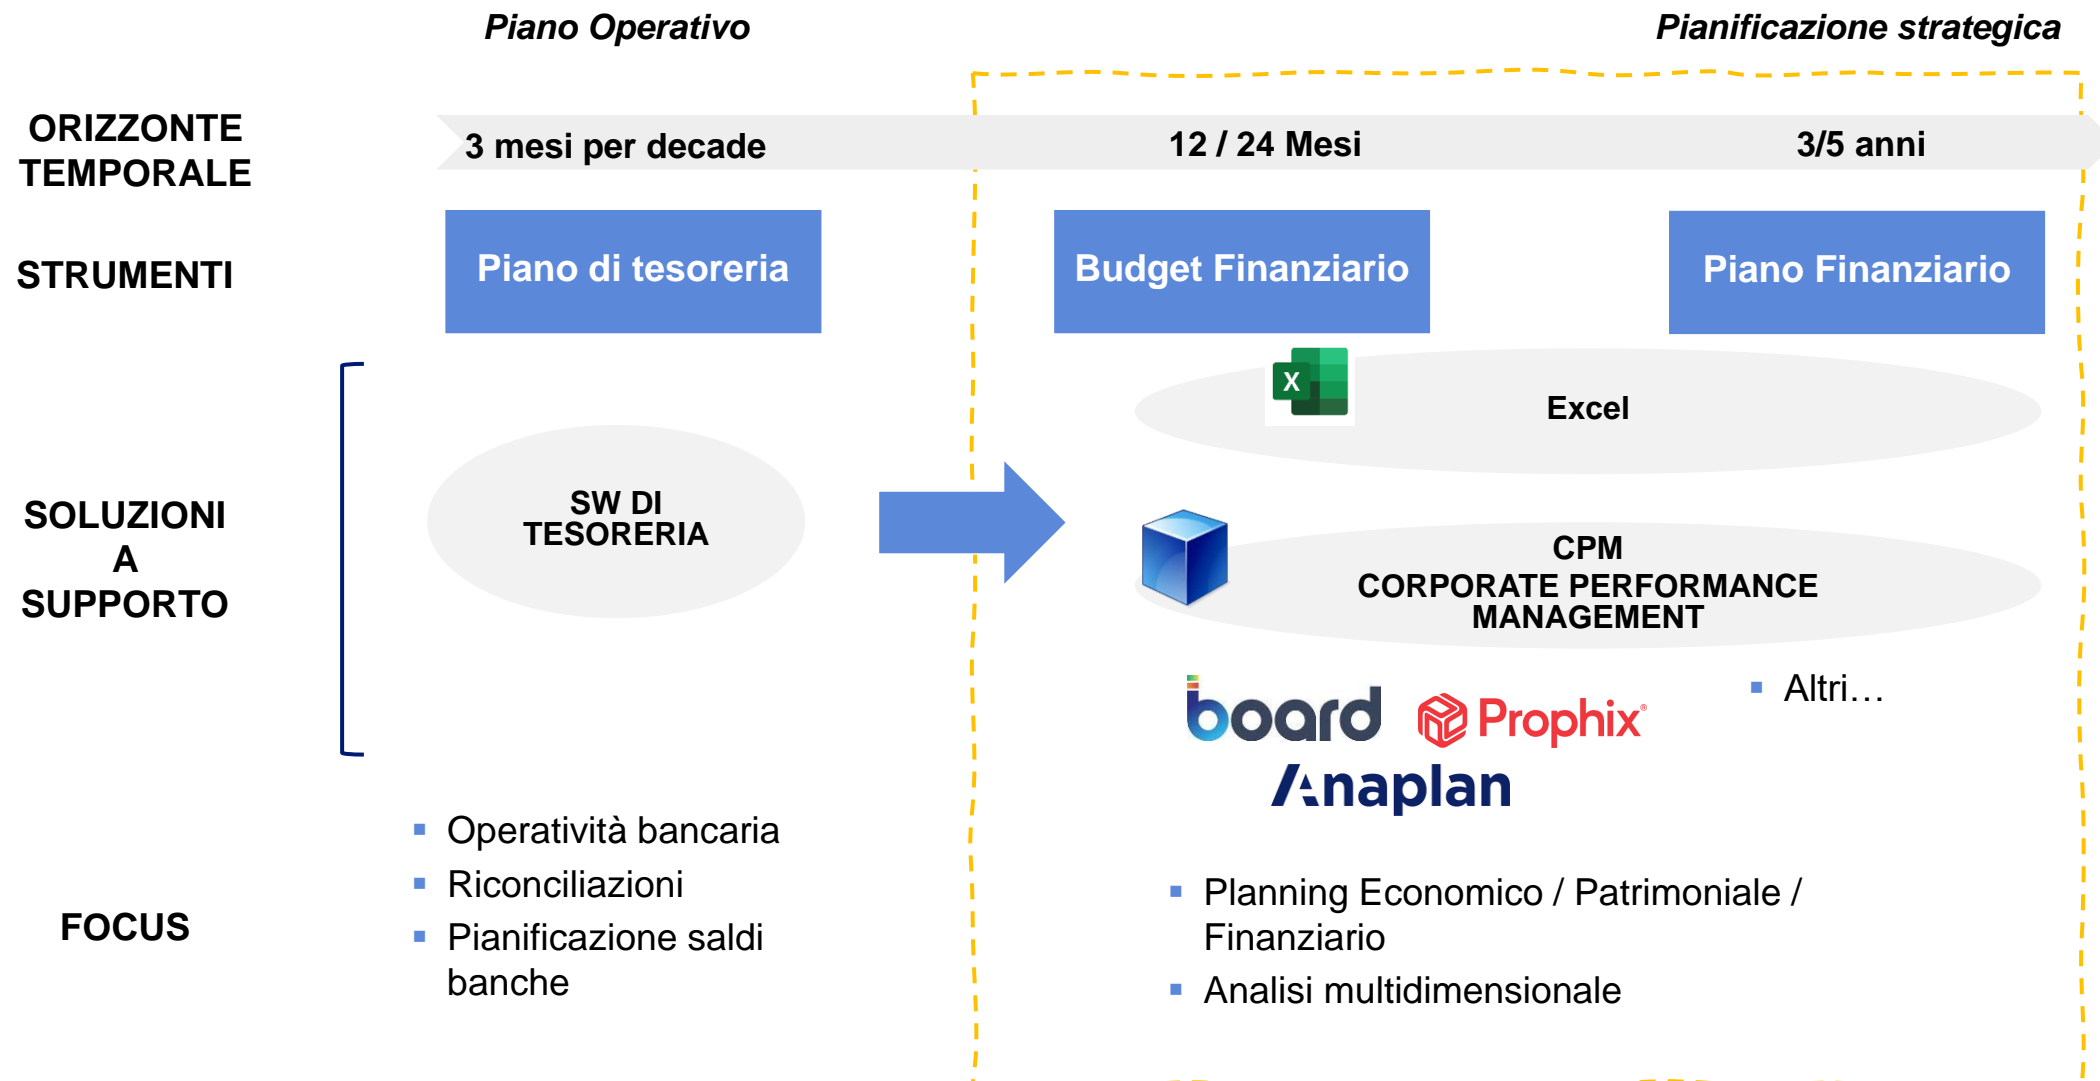 Piano Operativo
Pianificazione strategica
ORIZZONTE
TEMPORALE
3 mesi per decade
12 / 24 Mesi
3/5 anni
STRUMENTI
Piano di tesoreria
Budget Finanziario
Piano Finanziario
SOLUZIONI
A
SUPPORTO
SW DI
TESORERIA
X
Excel
CPM
CORPORATE PERFORMANCE
MANAGEMENT
board
Prophix®
Anaplan
▪ Altri…
FOCUS
▪ Operatività bancaria
▪ Riconciliazioni
▪ Pianificazione saldi
banche
▪ Planning Economico / Patrimoniale /
Finanziario
▪ Analisi multidimensionale